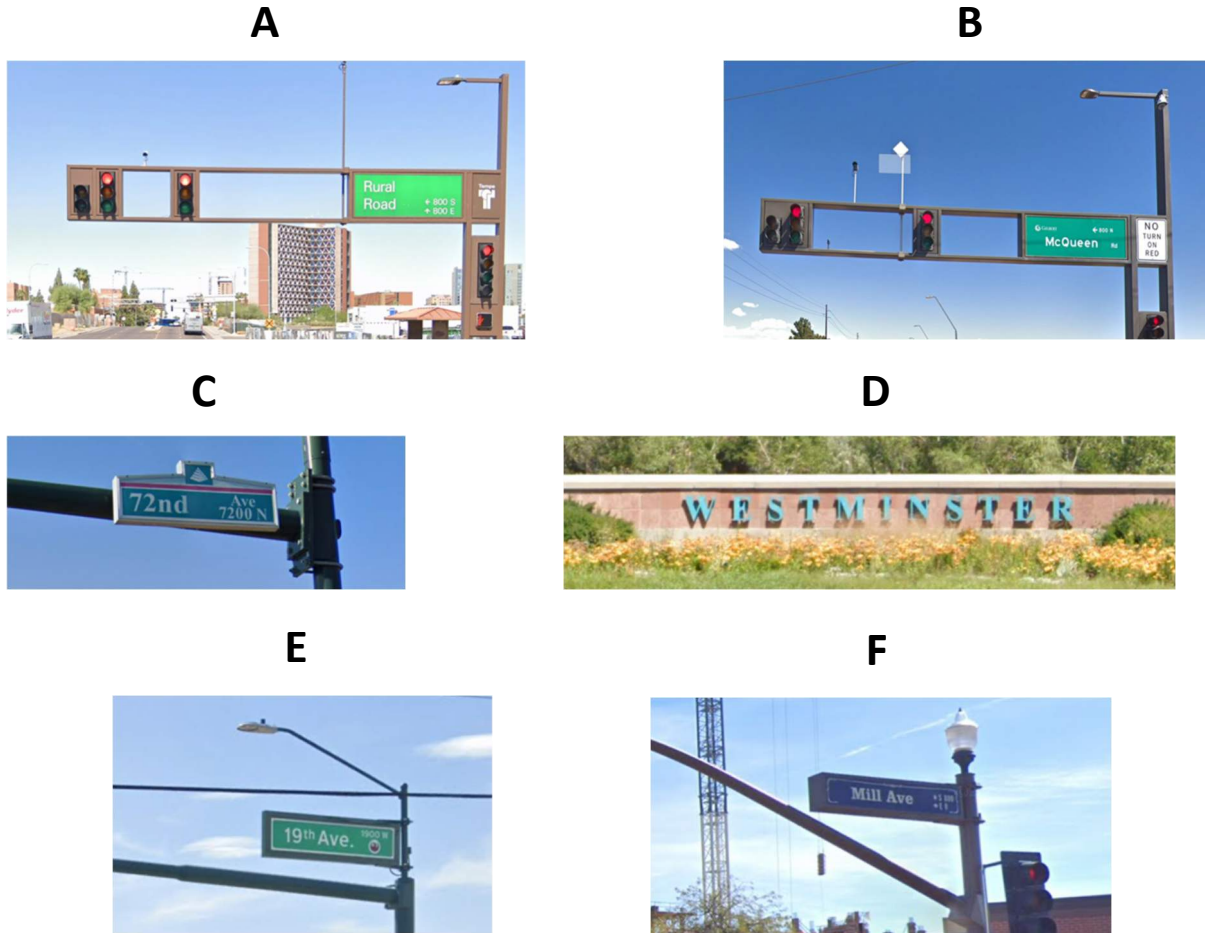 A
B
Rural
Road
← 800 S
→ 800 E
Tempe
← 800 N
McQueen Rd
NO
TURN
ON
RED
C
D
72nd Ave
7200 N
WESTMINSTER
E
F
19th Ave. 1900 W
Mill Ave